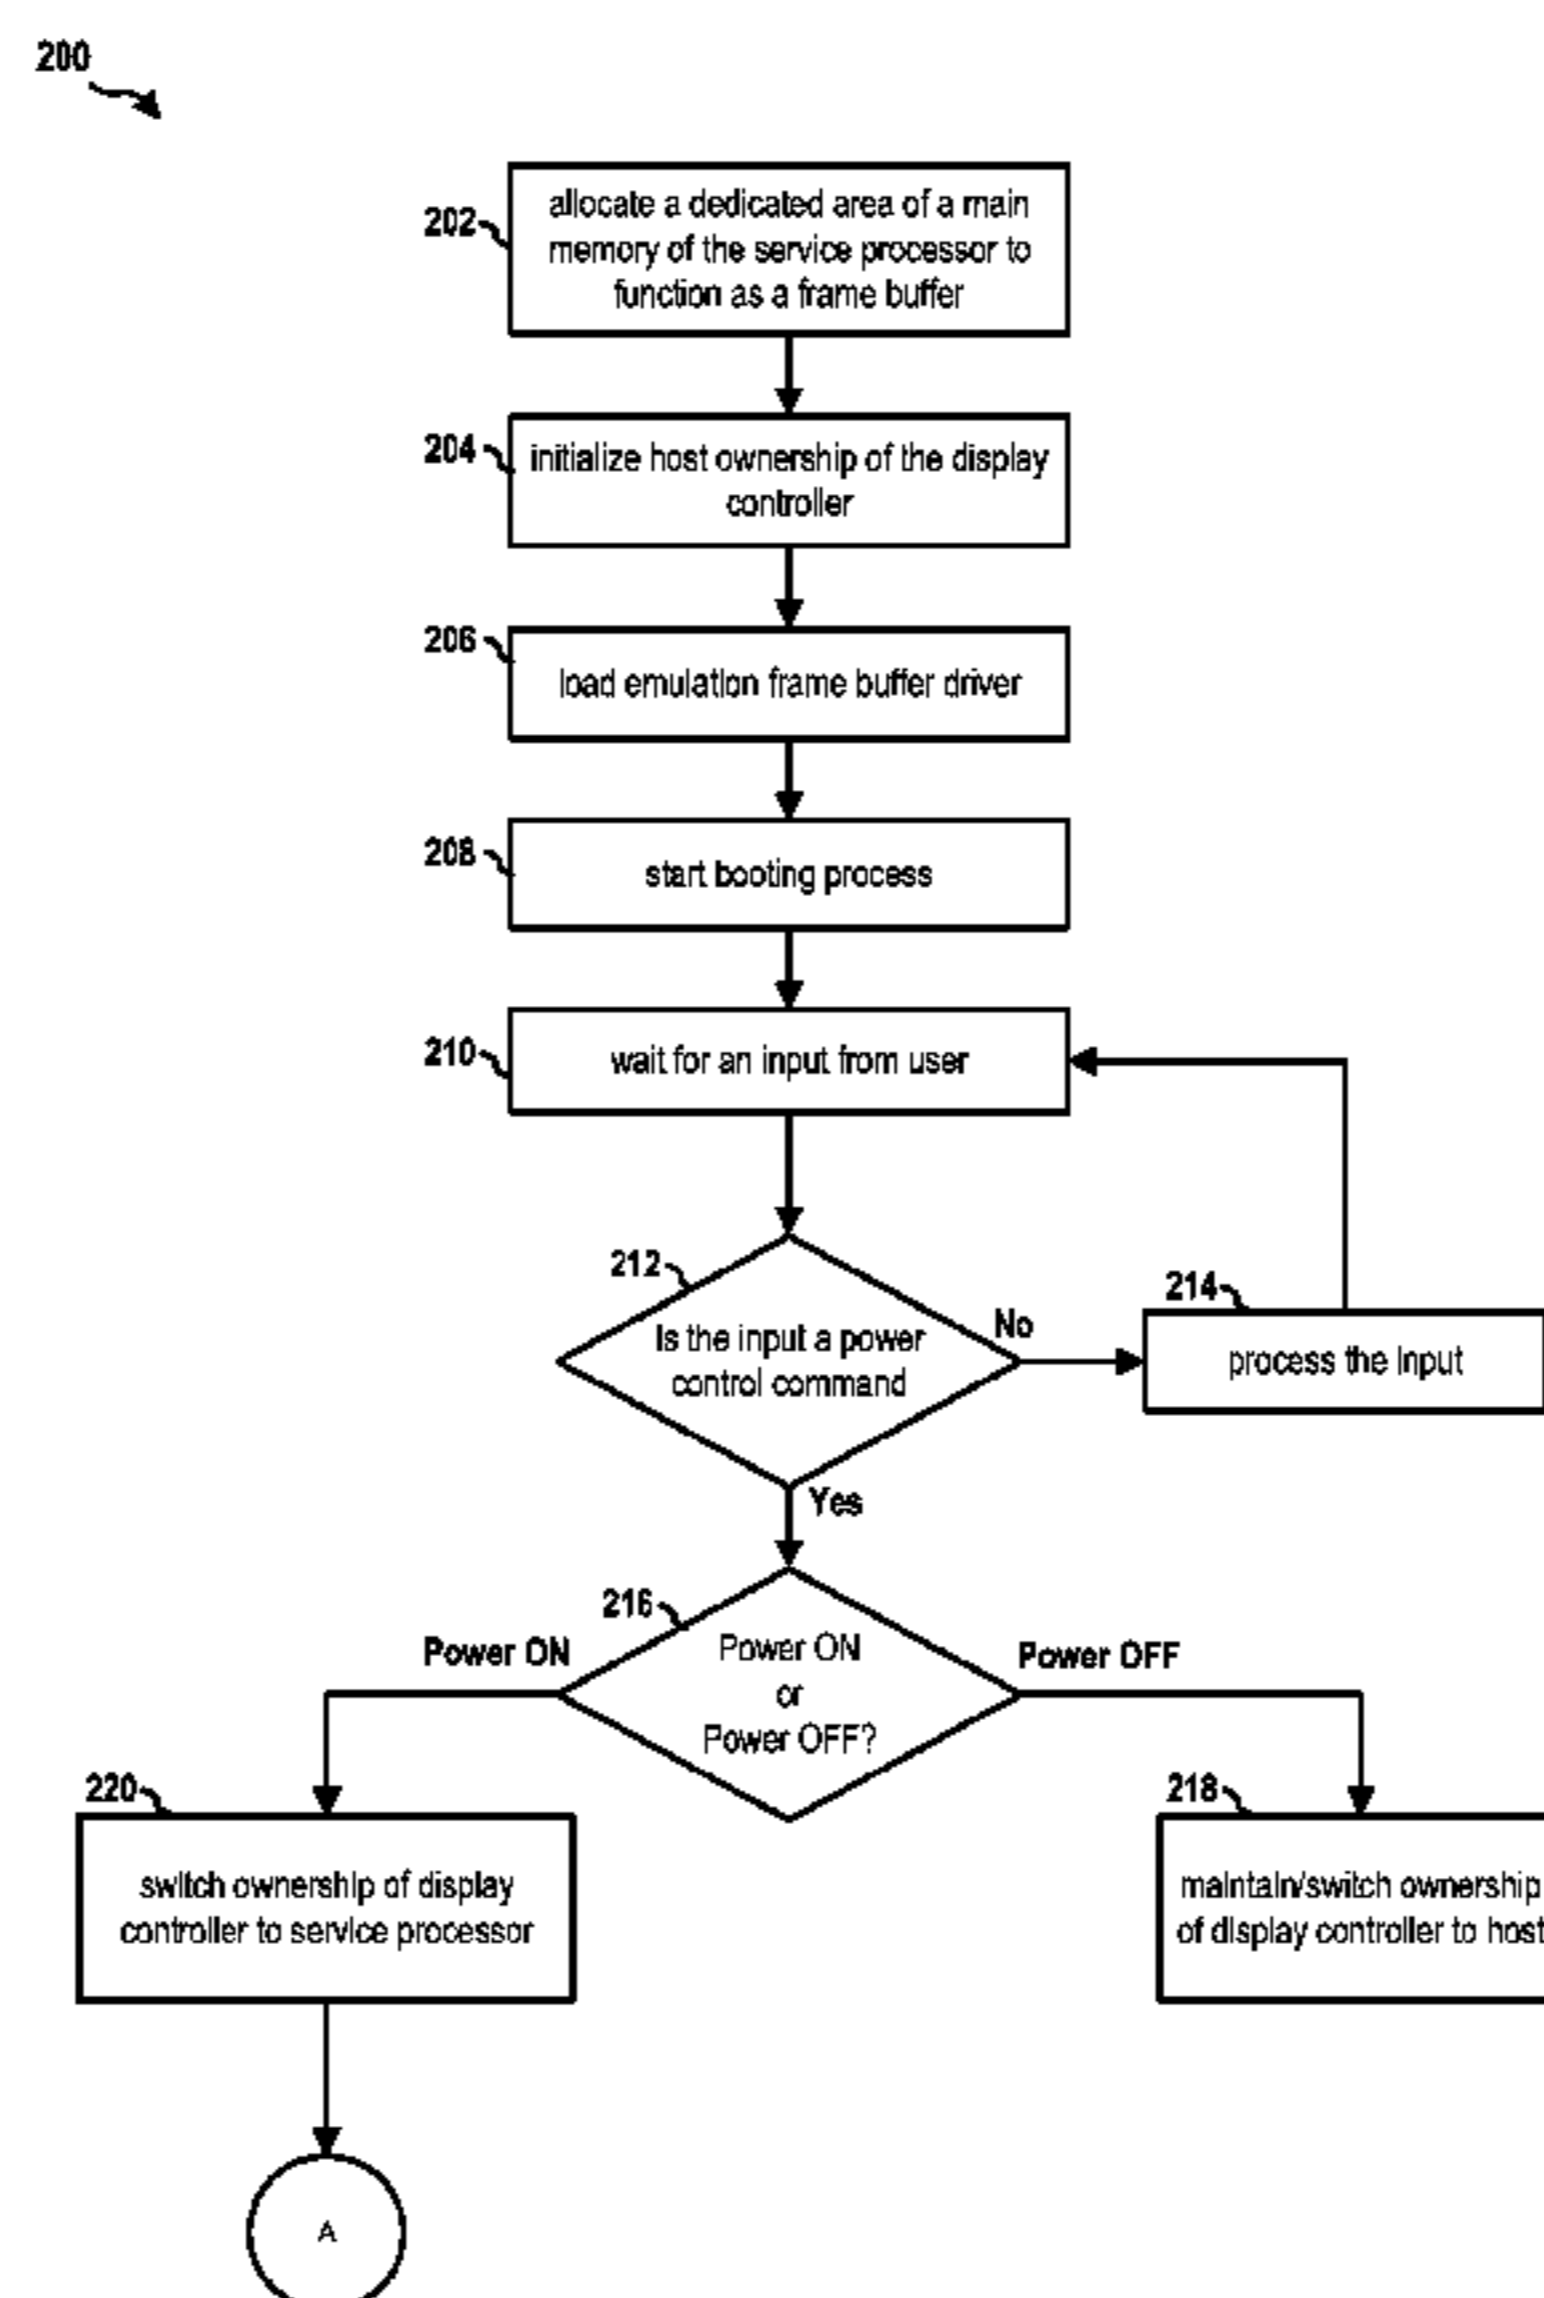 200
202
allocate a dedicated area of a main
memory of the service processor to
function as a frame buffer
204
initialize host ownership of the display
controller
206
load emulation frame buffer driver
208
start booting process
210
wait for an input from user
212
Is the input a power
control command
No
214
process the Input
Yes
216
Power ON
or
Power OFF?
Power ON
Power OFF
220
switch ownership of display
controller to service processor
218
maintain/switch ownership
of display controller to host
A